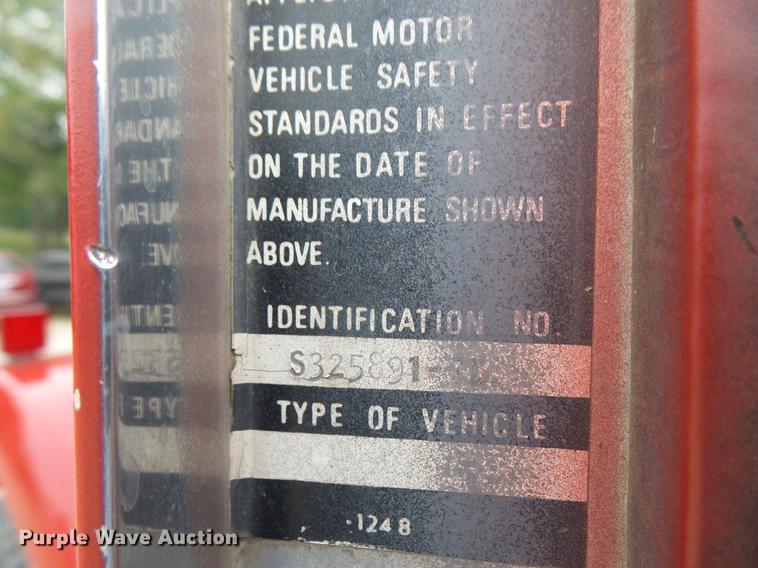 FEDERAL MOTOR
VEHICLE SAFETY
STANDARDS IN EFFECT
ON THE DATE OF
MANUFACTURE SHOWN
ABOVE.
IDENTIFICATION NO.
TYPE OF VEHICLE
1248
Purple Wave Auction